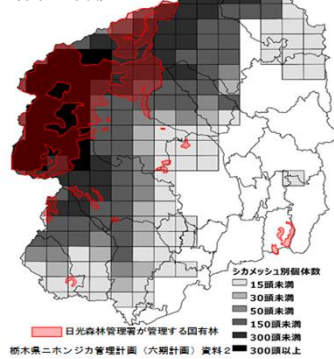 シカメッシュ別個体数
15頭未満
30頭未満
50頭未満
150頭未満
300頭未満
300頭以上
日光森林管理署が管理する国有林
栃木県ニホンジカ管理計画（六期計画）資料2